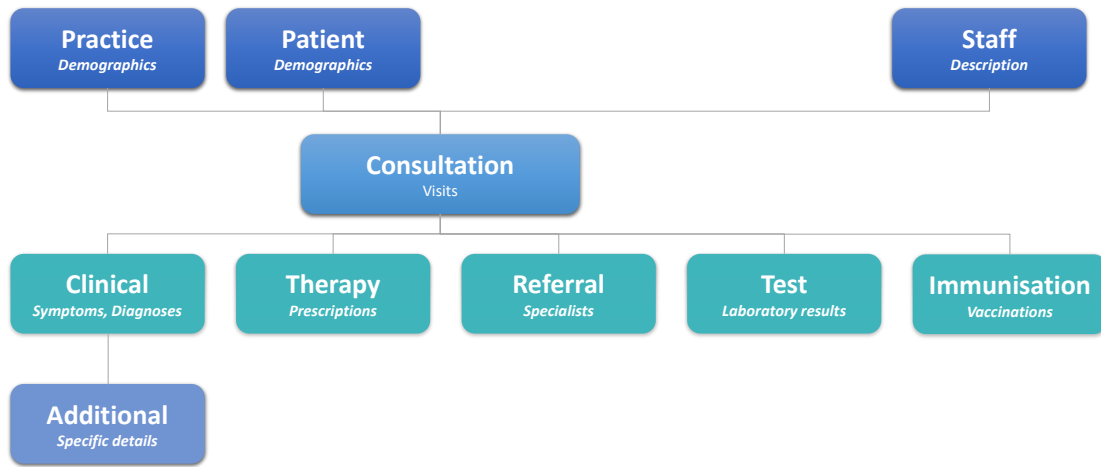 Practice
Demographics
Patient
Demographics
Staff
Description
Consultation
Visits
Clinical
Symptoms, Diagnoses
Therapy
Prescriptions
Referral
Specialists
Test
Laboratory results
Immunisation
Vaccinations
Additional
Specific details